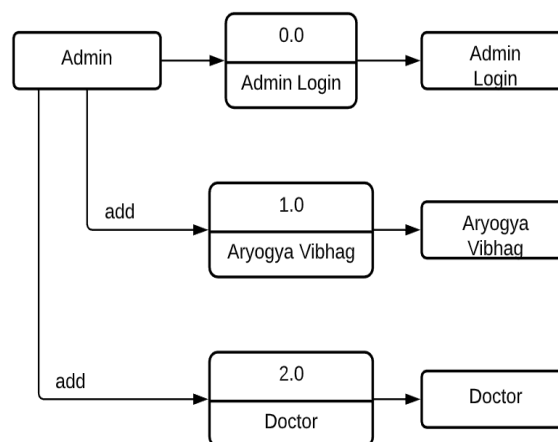 0.0
Admin
Admin Login
Admin
Login
add
1.0
Aryogya Vibhag
Aryogya
Vibhag
add
2.0
Doctor
Doctor